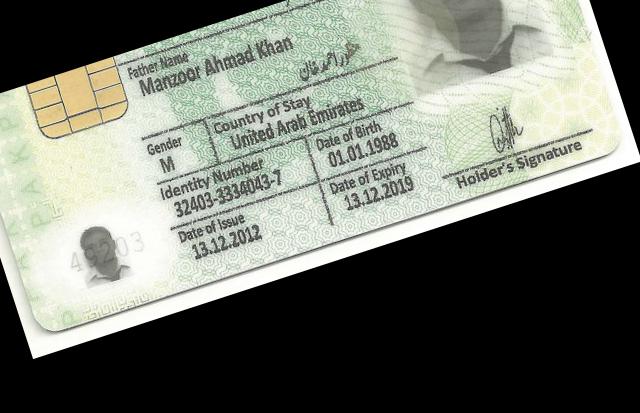 Father Name
Manzoor Ahmad Khan
منظور احمد خان
Gender
M
Country of Stay
United Arab Emirates
Identity Number
32403-3334043-7
Date of Birth
01.01.1988
Date of Issue
13.12.2012
Date of Expiry
13.12.2019
Holder's Signature